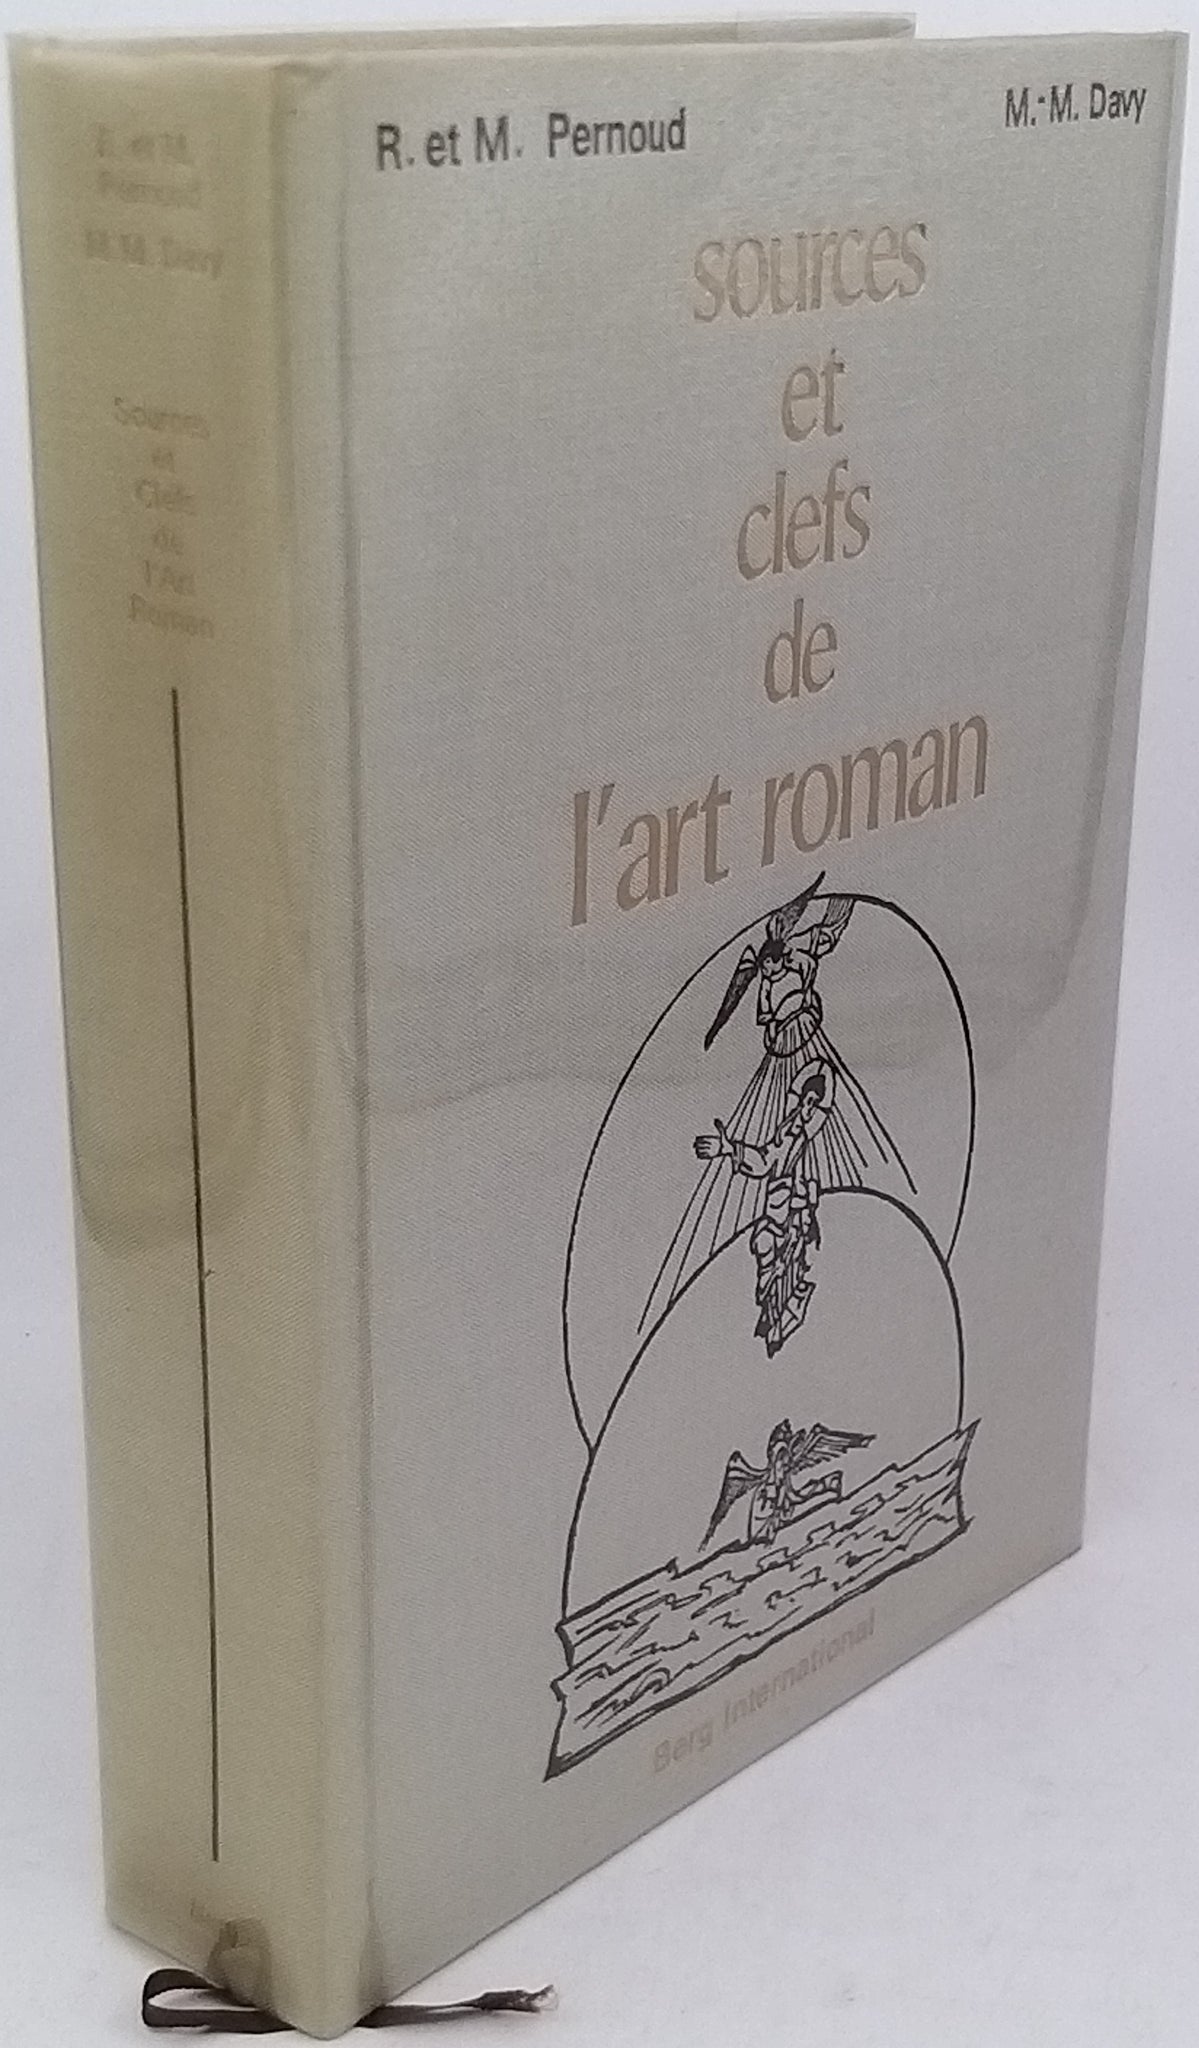 R. et M.
Pernoud
M.M. Davy
Sources
et
Clefs
de
l'Art
Roman
R. et M. Pernoud
M.-M. Davy
sources
et
clefs
de
l'art roman
Berg International